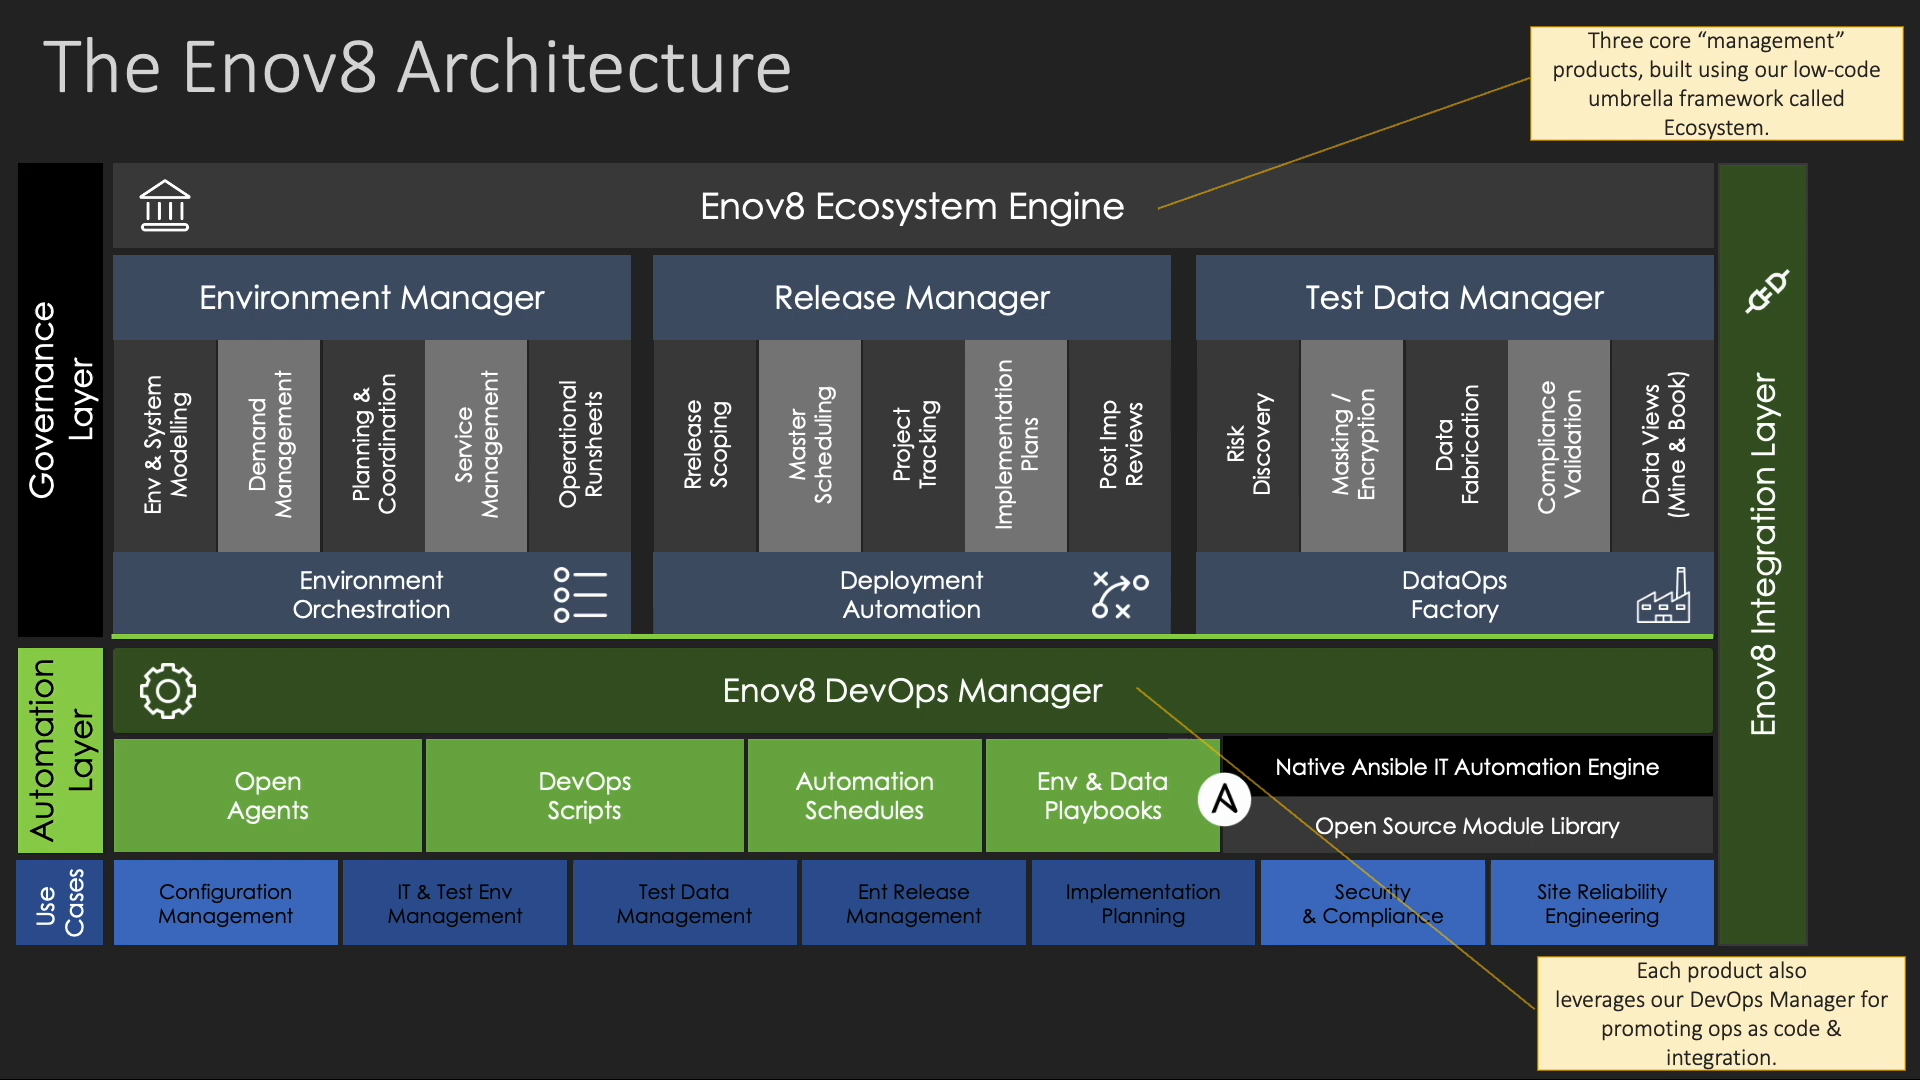 The Enov8 Architecture
Three core “management”
products, built using our low-code
umbrella framework called
Ecosystem.
Governance
Layer
Enov8 Ecosystem Engine
Environment Manager
Env & System
Modelling
Demand
Management
Planning &
Coordination
Service
Management
Operational
Runsheets
Environment
Orchestration
Release Manager
Rrelease
Scoping
Master
Scheduling
Project
Tracking
Implementation
Plans
Post Imp
Reviews
Deployment
Automation
Test Data Manager
Risk
Discovery
Masking /
Encryption
Data
Fabrication
Compliance
Validation
Data Views
(Mine & Book)
DataOps
Factory
Enov8 Integration Layer
Automation
Layer
Enov8 DevOps Manager
Open
Agents
DevOps
Scripts
Automation
Schedules
Env & Data
Playbooks
Native Ansible IT Automation Engine
Open Source Module Library
Use
Cases
Configuration
Management
IT & Test Env
Management
Test Data
Management
Ent Release
Management
Implementation
Planning
Security
& Compliance
Site Reliability
Engineering
Each product also
leverages our DevOps Manager for
promoting ops as code &
integration.